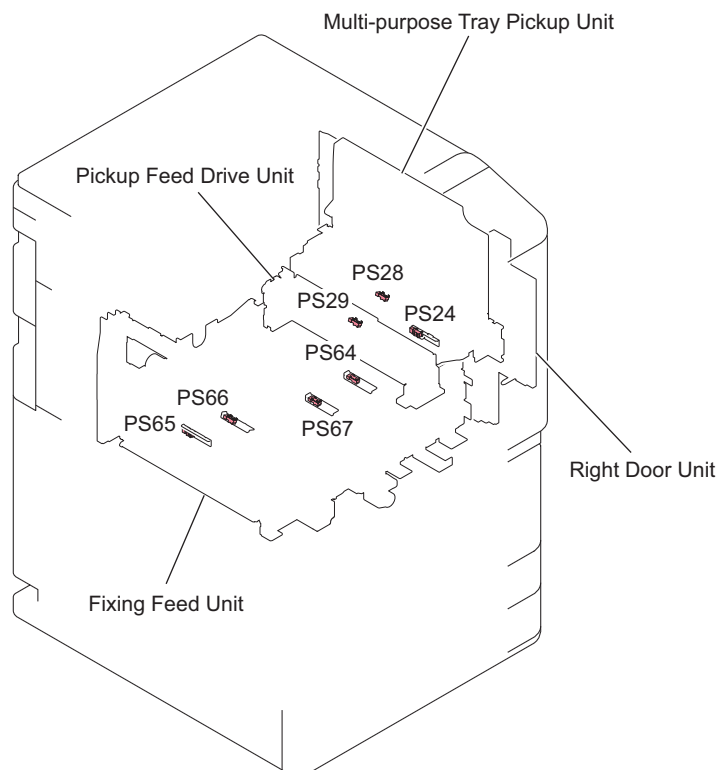 Multi-purpose Tray Pickup Unit
Pickup Feed Drive Unit
PS28
PS29
PS24
PS64
PS66
PS65
PS67
Right Door Unit
Fixing Feed Unit